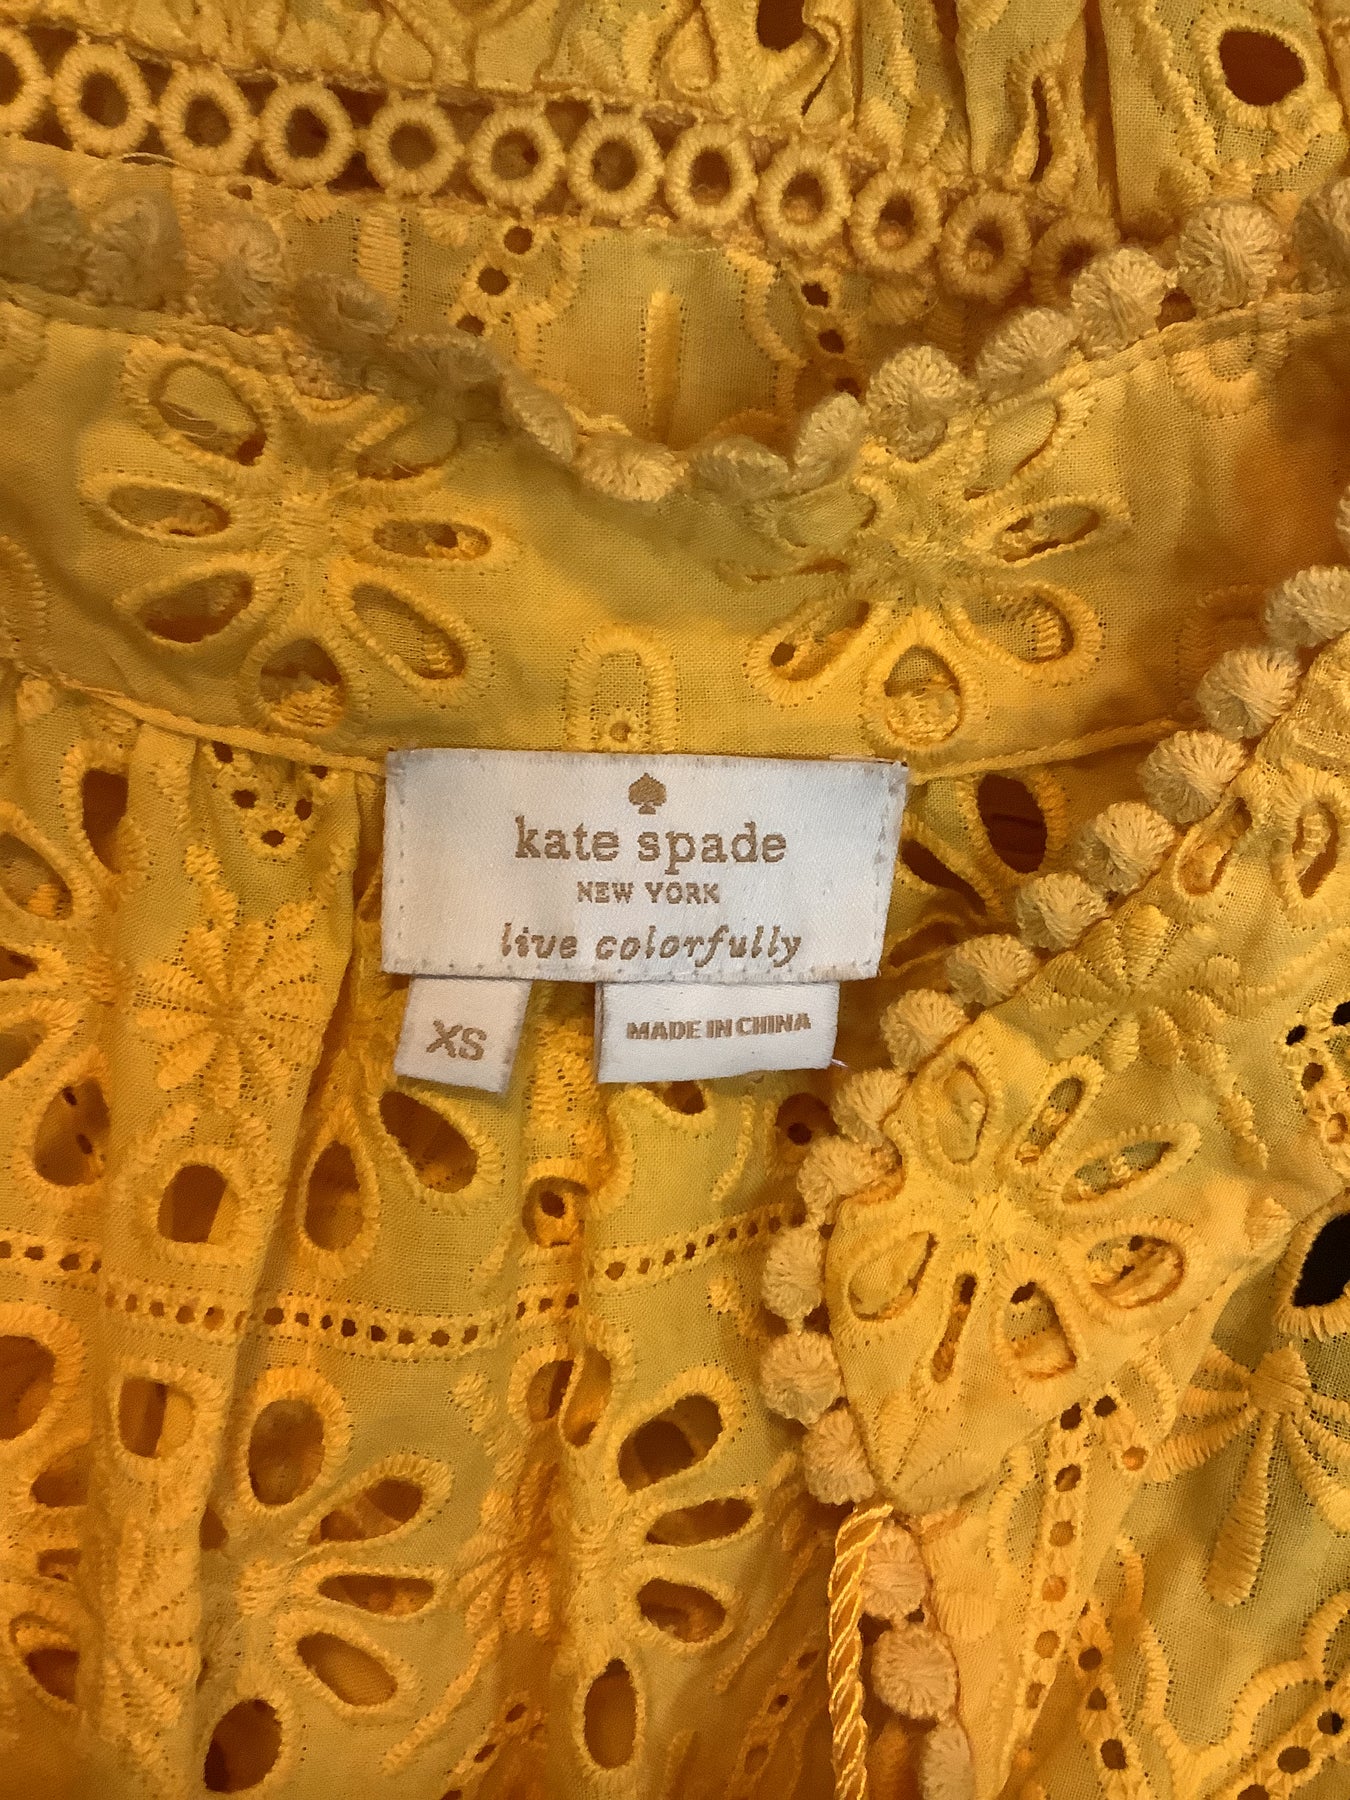 kate spade
NEW YORK
live colorfully
XS
MADE IN CHINA